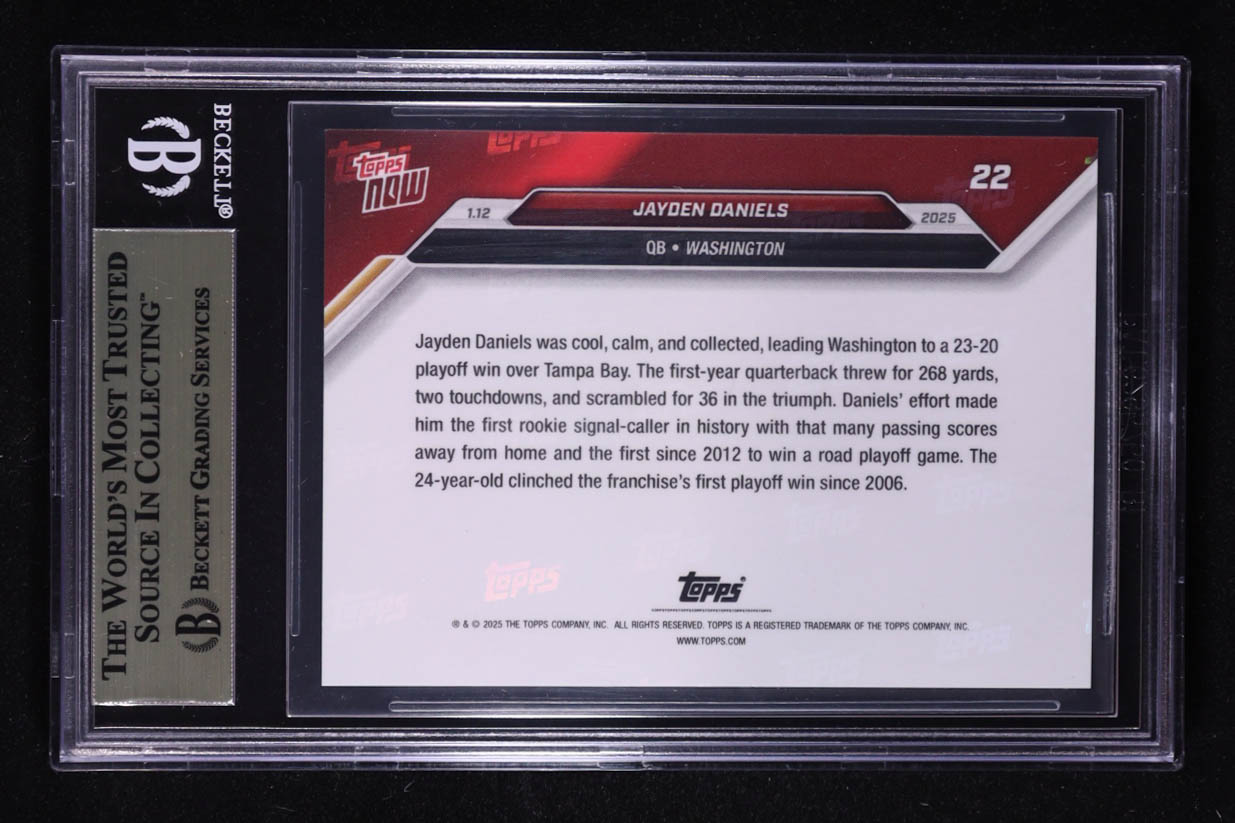 BECKETT®
THE WORLD'S MOST TRUSTED
SOURCE IN COLLECTING™
BECKETT GRADING SERVICES
topps
now
22
1.12
JAYDEN DANIELS
2025
QB • WASHINGTON
Jayden Daniels was cool, calm, and collected, leading Washington to a 23-20
playoff win over Tampa Bay. The first-year quarterback threw for 268 yards,
two touchdowns, and scrambled for 36 in the triumph. Daniels' effort made
him the first rookie signal-caller in history with that many passing scores
away from home and the first since 2012 to win a road playoff game. The
24-year-old clinched the franchise's first playoff win since 2006.
topps®
® & © 2025 THE TOPPS COMPANY, INC. ALL RIGHTS RESERVED. TOPPS IS A REGISTERED TRADEMARK OF THE TOPPS COMPANY, INC.
WWW.TOPPS.COM